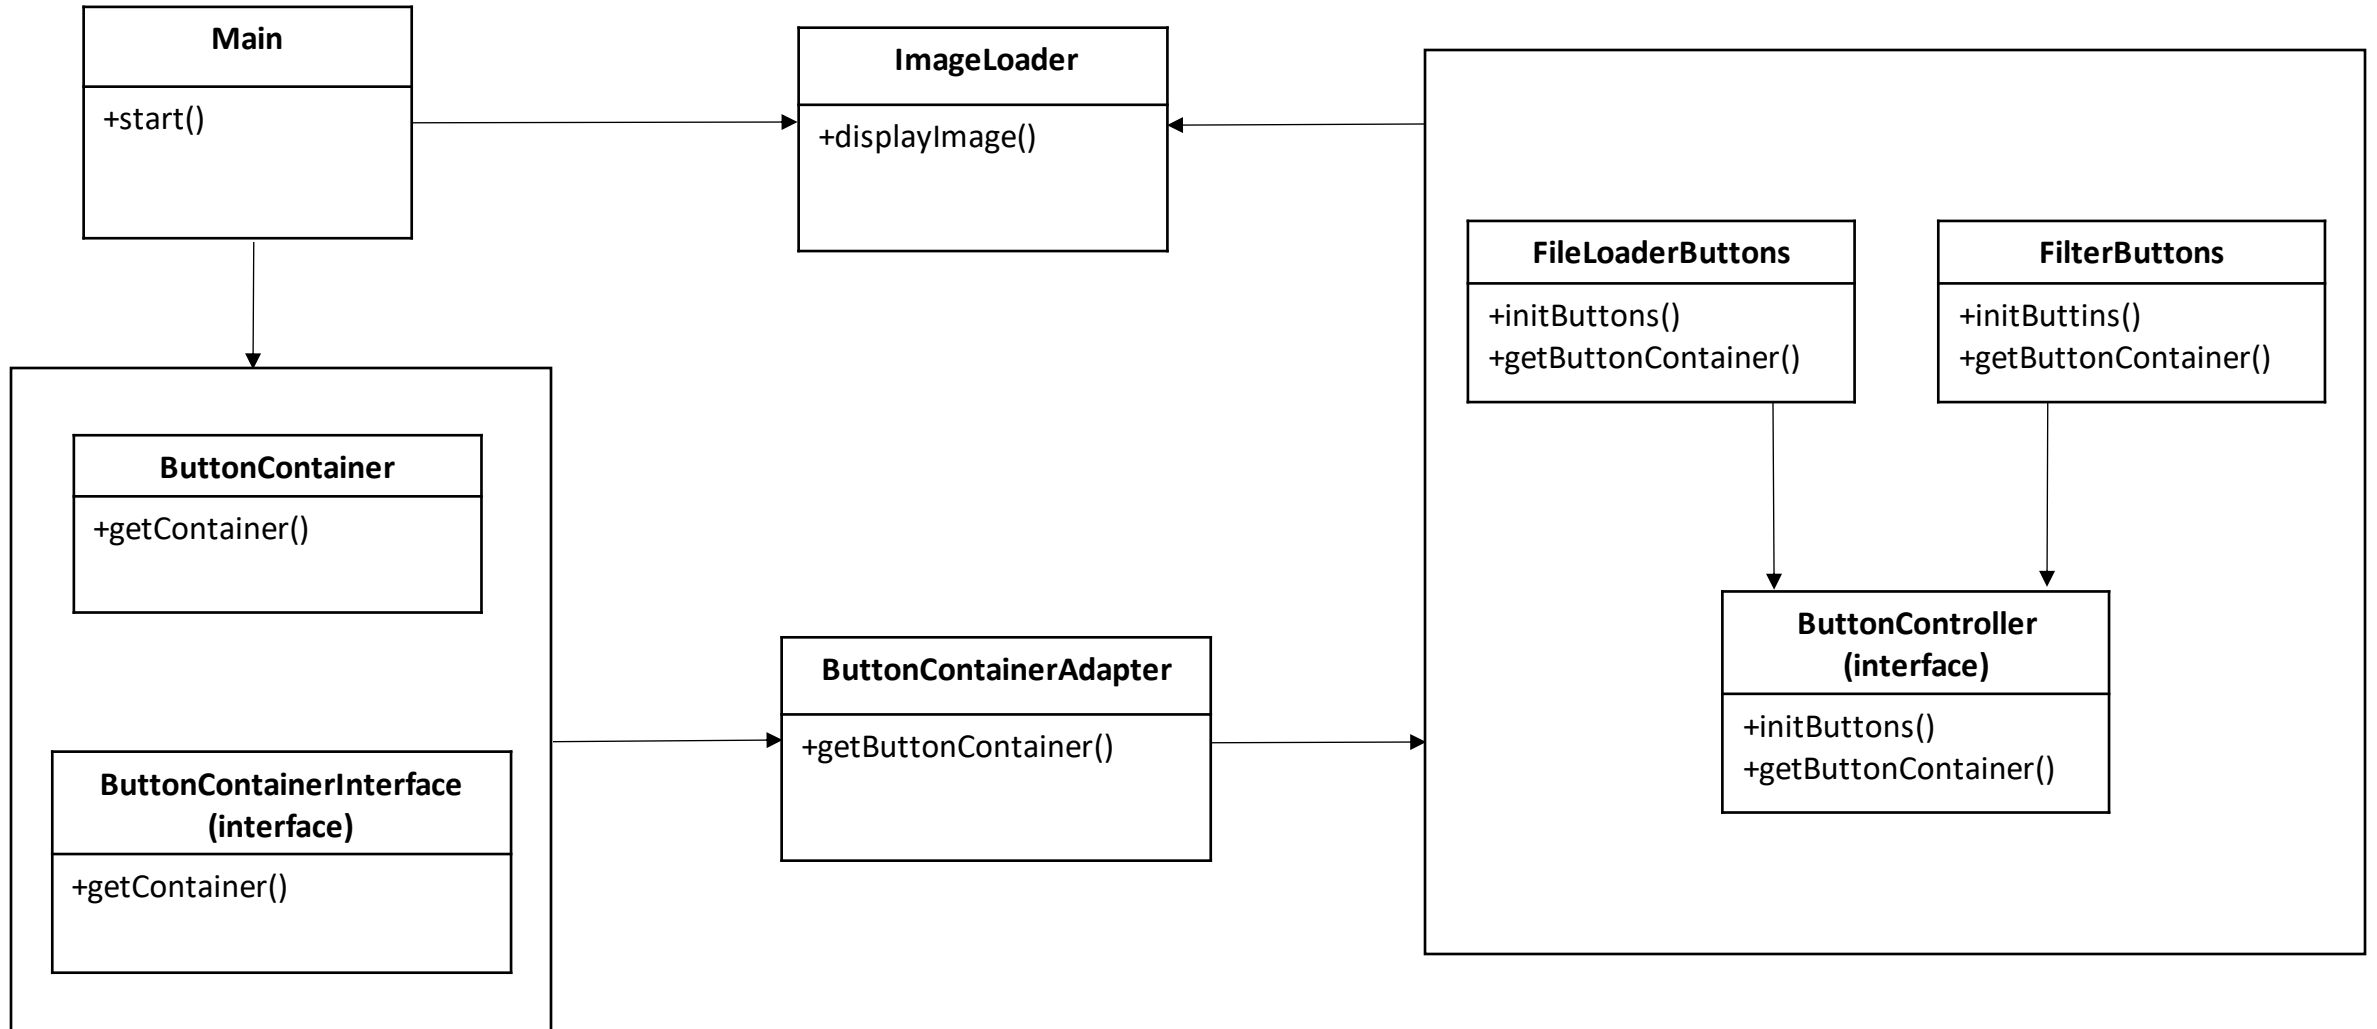 Main
+start()
ImageLoader
+displayImage()
FileLoaderButtons
+initButtons()
+getButtonContainer()
FilterButtons
+initButtins()
+getButtonContainer()
ButtonContainer
+getContainer()
ButtonContainerInterface
(interface)
+getContainer()
ButtonContainerAdapter
+getButtonContainer()
ButtonController
(interface)
+initButtons()
+getButtonContainer()